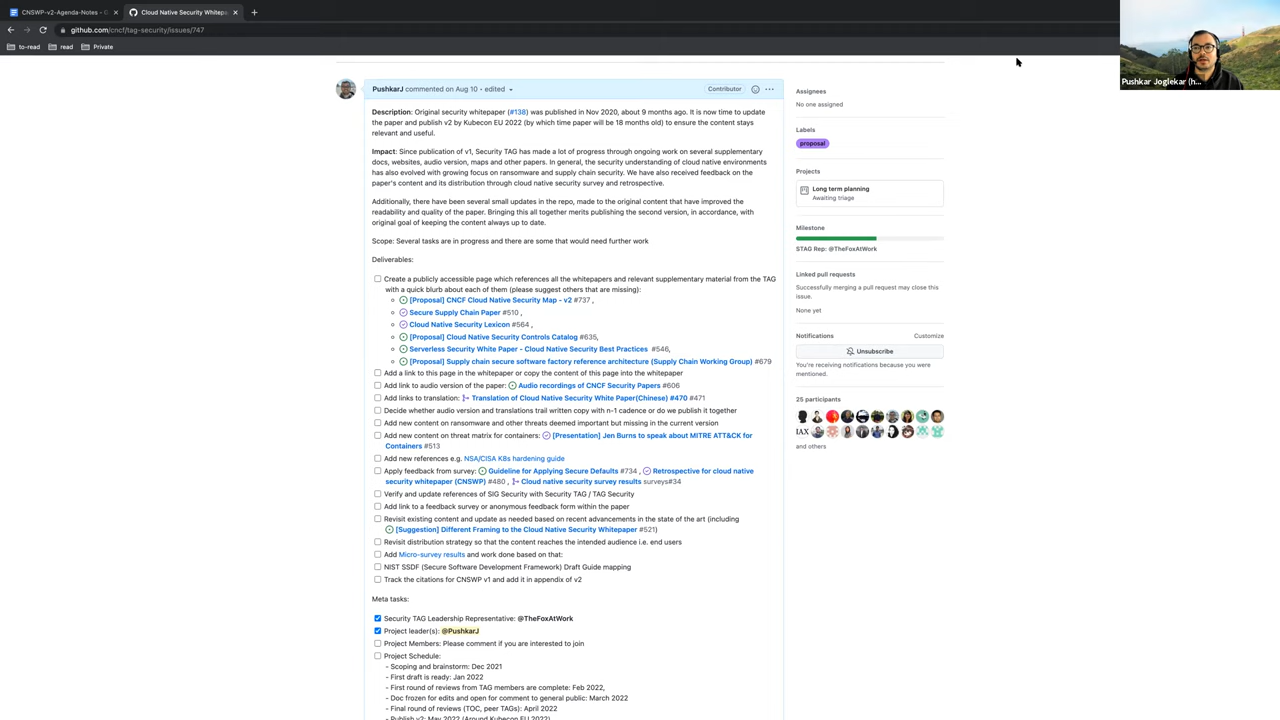 CNSWP-v2-Agenda-Notes - G
Cloud Native Security Whitepa
github.com/cncf/tag-security/issues/747
to-read
read
Private
Pushkar Joglekar (h...
PushkarJ commented on Aug 10 • edited
Contributor
Description: Original security whitepaper (#138) was published in Nov 2020, about 9 months ago. It is now time to update
the paper and publish v2 by Kubecon EU 2022 (by which time paper will be 18 months old) to ensure the content stays
relevant and useful.
Impact: Since publication of v1, Security TAG has made a lot of progress through ongoing work on several supplementary
docs, websites, audio version, maps and other papers. In general, the security understanding of cloud native environments
has also evolved with growing focus on ransomware and supply chain security. We have also received feedback on the
paper's content and its distribution through cloud native security survey and retrospective.
Additionally, there have been several small updates in the repo, made to the original content that have improved the
readability and quality of the paper. Bringing this all together merits publishing the second version, in accordance, with
original goal of keeping the content always up to date.
Scope: Several tasks are in progress and there are some that would need further work
Deliverables:
Create a publicly accessible page which references all the whitepapers and relevant supplementary material from the TAG
with a quick blurb about each of them (please suggest others that are missing):
[Proposal] CNCF Cloud Native Security Map - v2 #737 ,
Secure Supply Chain Paper #510 ,
Cloud Native Security Lexicon #564 ,
[Proposal] Cloud Native Security Controls Catalog #635,
Serverless Security White Paper - Cloud Native Security Best Practices #546,
[Proposal] Supply chain secure software factory reference architecture (Supply Chain Working Group) #679
Add a link to this page in the whitepaper or copy the content of this page into the whitepaper
Add link to audio version of the paper: Audio recordings of CNCF Security Papers #606
Add links to translation: Translation of Cloud Native Security White Paper(Chinese) #470 #471
Decide whether audio version and translations trail written copy with n-1 cadence or do we publish it together
Add new content on ransomware and other threats deemed important but missing in the current version
Add new content on threat matrix for containers: [Presentation] Jen Burns to speak about MITRE ATT&CK for
Containers #513
Add new references e.g. NSA/CISA K8s hardening guide
Apply feedback from survey: Guideline for Applying Secure Defaults #734 , Retrospective for cloud native
security whitepaper (CNSWP) #480 , Cloud native security survey results surveys#34
Verify and update references of SIG Security with Security TAG / TAG Security
Add link to a feedback survey or anonymous feedback form within the paper
Revisit existing content and update as needed based on recent advancements in the state of the art (including
[Suggestion] Different Framing to the Cloud Native Security Whitepaper #521)
Revisit distribution strategy so that the content reaches the intended audience i.e. end users
Add Micro-survey results and work done based on that:
NIST SSDF (Secure Software Development Framework) Draft Guide mapping
Track the citations for CNSWP v1 and add it in appendix of v2
Meta tasks:
Security TAG Leadership Representative: @TheFoxAtWork
Project leader(s): @PushkarJ
Project Members: Please comment if you are interested to join
Project Schedule:
- Scoping and brainstorm: Dec 2021
- First draft is ready: Jan 2022
- First round of reviews from TAG members are complete: Feb 2022,
- Doc frozen for edits and open for comment to general public: March 2022
- Final round of reviews (TOC, peer TAGs): April 2022
- Publish v2: May 2022 (Around Kubecon EU 2022)
Assignees
No one assigned
Labels
proposal
Projects
Long term planning
Awaiting triage
Milestone
STAG Rep: @TheFoxAtWork
Linked pull requests
Successfully merging a pull request may close this
issue.
None yet
Notifications
Customize
Unsubscribe
You're receiving notifications because you were
mentioned.
25 participants
IAX
and others